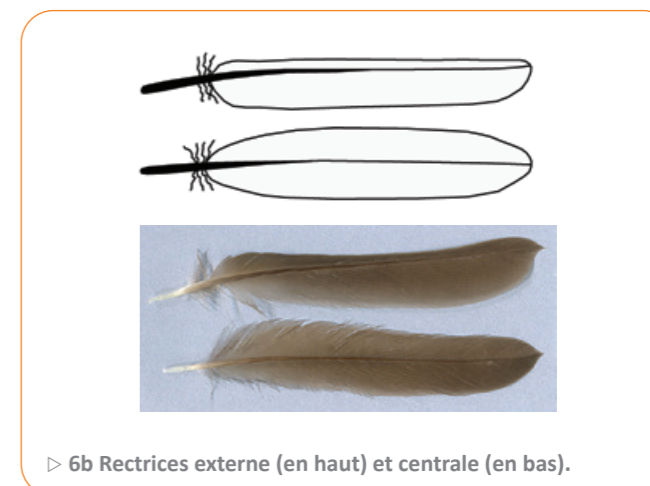 ▷ 6b Rectrices externe (en haut) et centrale (en bas).